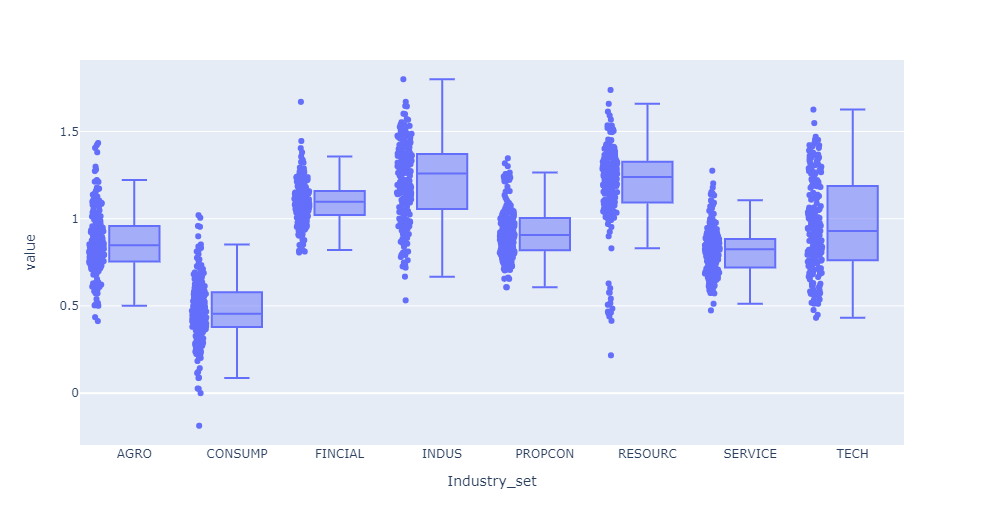 1.5
1
0.5
0
value
AGRO CONSUMP FINCIAL INDUS PROPCON RESOURC SERVICE TECH
Industry_set